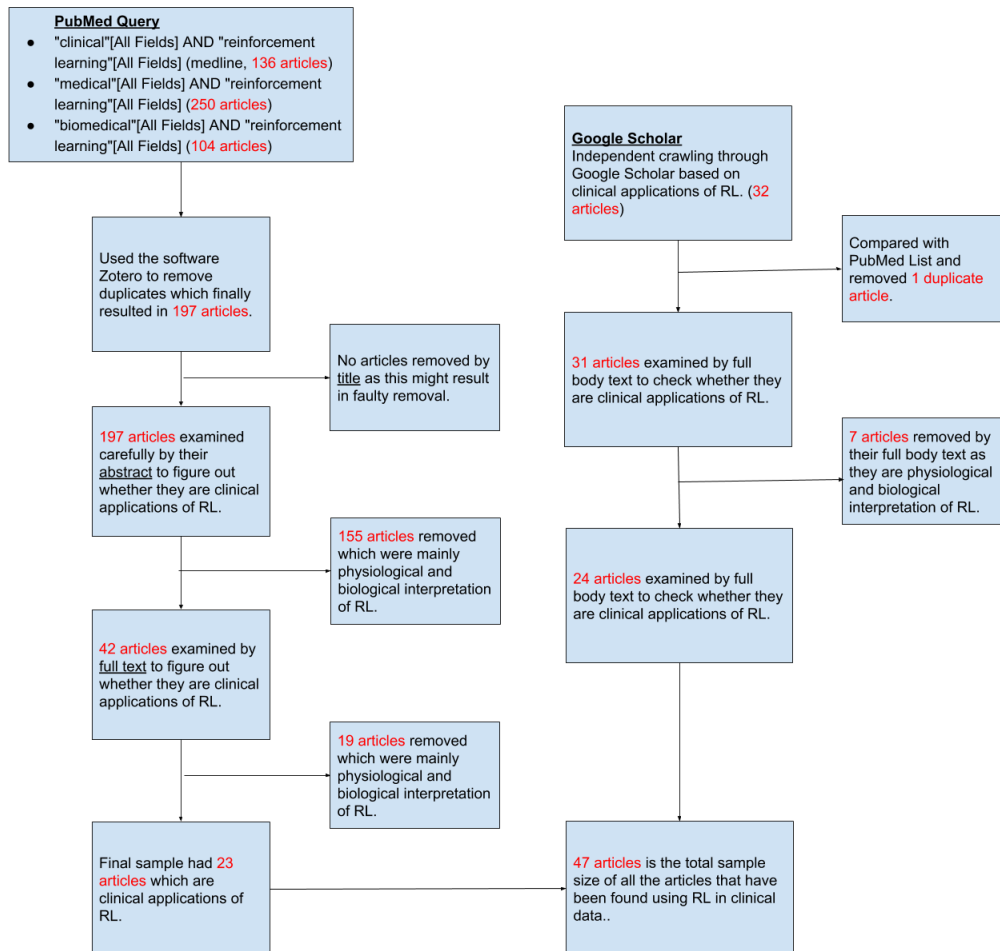 PubMed Query
● "clinical"[All Fields] AND "reinforcement
learning"[All Fields] (medline, 136 articles)
● "medical"[All Fields] AND "reinforcement
learning"[All Fields] (250 articles)
● "biomedical"[All Fields] AND "reinforcement
learning"[All Fields] (104 articles)
Used the software
Zotero to remove
duplicates which finally
resulted in 197 articles.
No articles removed by
title as this might result
in faulty removal.
197 articles examined
carefully by their
abstract to figure out
whether they are clinical
applications of RL.
155 articles removed
which were mainly
physiological and
biological interpretation
of RL.
42 articles examined by
full text to figure out
whether they are clinical
applications of RL.
19 articles removed
which were mainly
physiological and
biological interpretation
of RL.
Final sample had 23
articles which are
clinical applications of
RL.
Google Scholar
Independent crawling through
Google Scholar based on
clinical applications of RL. (32
articles)
Compared with
PubMed List and
removed 1 duplicate
article.
31 articles examined by full
body text to check whether they
are clinical applications of RL.
7 articles removed by
their full body text as
they are physiological
and biological
interpretation of RL.
24 articles examined by full
body text to check whether they
are clinical applications of RL.
47 articles is the total sample
size of all the articles that have
been found using RL in clinical
data..